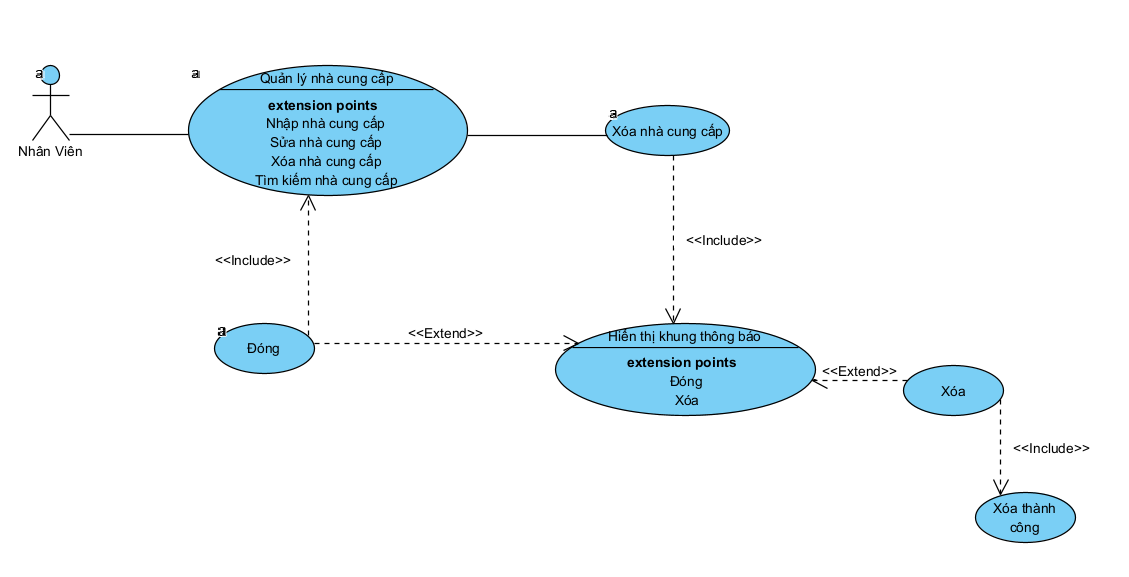 a
Nhân Viên
a
Quản lý nhà cung cấp
extension points
Nhập nhà cung cấp
Sửa nhà cung cấp
Xóa nhà cung cấp
Tìm kiếm nhà cung cấp
a
Xóa nhà cung cấp
<<Include>>
<<Include>>
a
Đóng
<<Extend>>
Hiển thị khung thông báo
extension points
Đóng
Xóa
<<Extend>>
Xóa
<<Include>>
Xóa thành
công